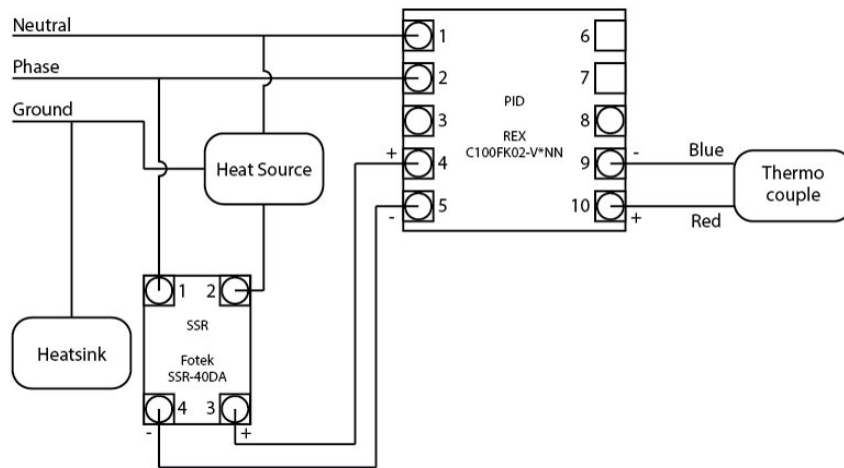 Neutral
Phase
Ground
Heat Source
Heatsink
1
2
SSR
Fotek
SSR-40DA
4
3
-
+
1
2
3
+
4
-
5
PID
REX
C100FK02-V*NN
6
7
8
9
-
10
+
Blue
Red
Thermo
couple